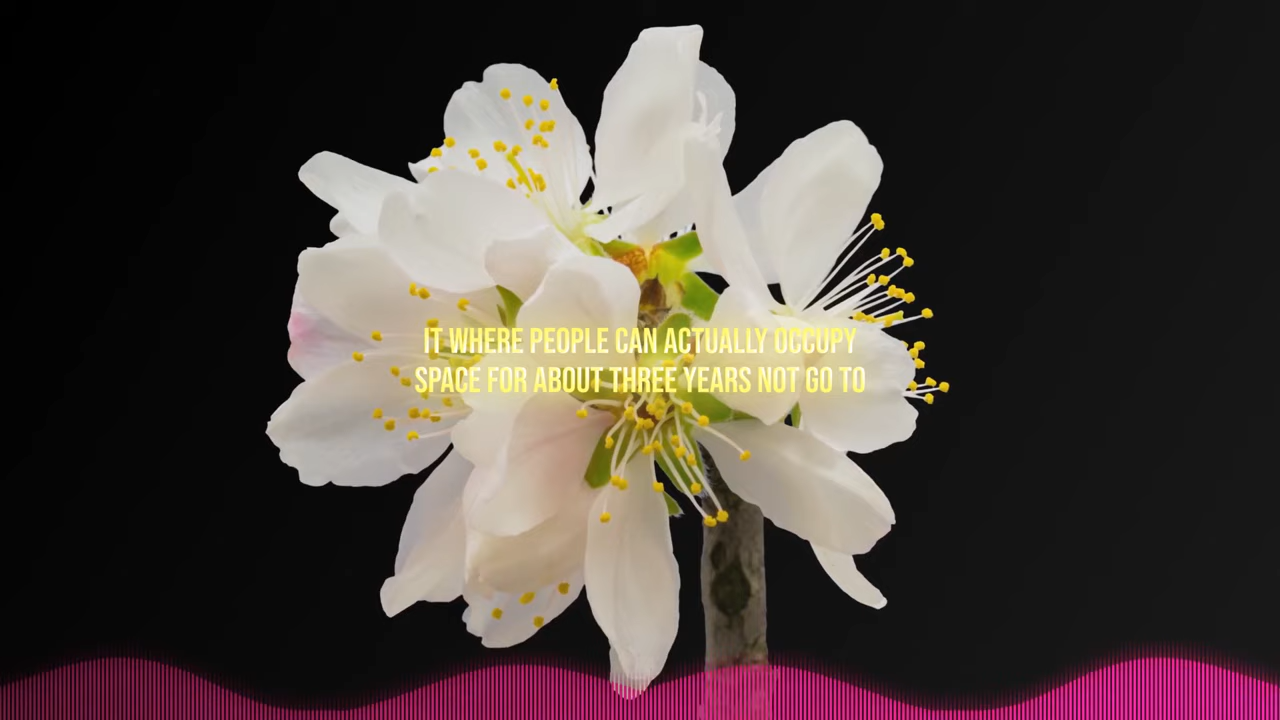 IT WHERE PEOPLE CAN ACTUALLY OCCUPY
SPACE FOR ABOUT THREE YEARS NOT GO TO